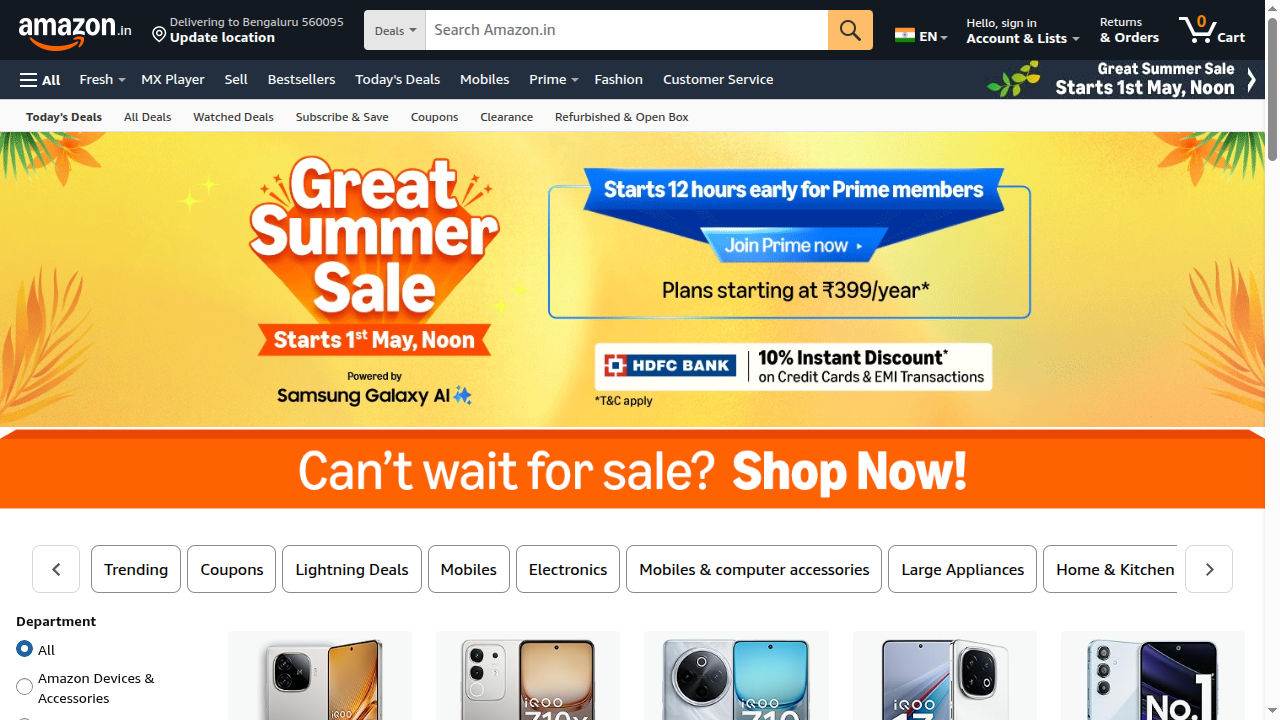 amazon.in
Delivering to Bengaluru 560095
Update location
Deals
Search Amazon.in
EN
Hello, sign in
Account & Lists
Returns
& Orders
0
Cart
All
Fresh
MX Player
Sell
Bestsellers
Today's Deals
Mobiles
Prime
Fashion
Customer Service
Great Summer Sale
Starts 1st May, Noon
Today's Deals
All Deals
Watched Deals
Subscribe & Save
Coupons
Clearance
Refurbished & Open Box
Great
Summer
Sale
Starts 1st May, Noon
Powered by
Samsung Galaxy AI
Starts 12 hours early for Prime members
Join Prime now
Plans starting at ₹399/year*
HDFC BANK
10% Instant Discount*
on Credit Cards & EMI Transactions
*T&C apply
Can't wait for sale? Shop Now!
Trending
Coupons
Lightning Deals
Mobiles
Electronics
Mobiles & computer accessories
Large Appliances
Home & Kitchen
Department
All
Amazon Devices &
Accessories
iQOO
iQOO
iQOO
iQOO
No.1